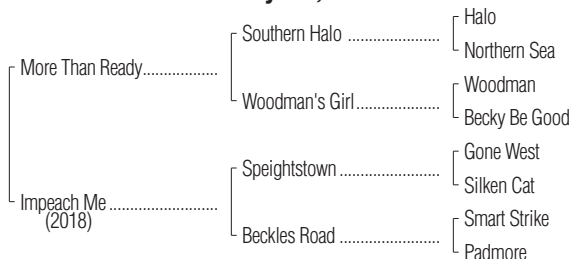 Halo
Southern Halo ....................
Northern Sea
More Than Ready.................
Woodman
Woodman's Girl..................
Becky Be Good
Gone West
Speightstown .....................
Silken Cat
Impeach Me ........................
(2018)
Smart Strike
Beckles Road .....................
Padmore